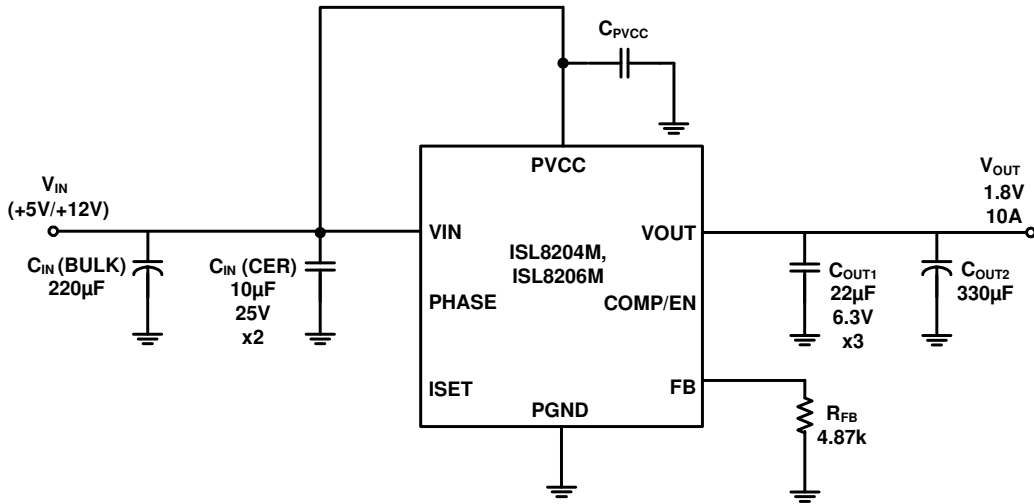 CPVCC
PVCC
VIN
(+5V/+12V)
VIN
CIN (BULK)
220µF
CIN (CER)
10µF
25V
x2
PHASE
ISET
ISL8204M,
ISL8206M
PGND
VOUT
COMP/EN
FB
VOUT
1.8V
10A
COUT1
22µF
6.3V
x3
COUT2
330µF
RFB
4.87k